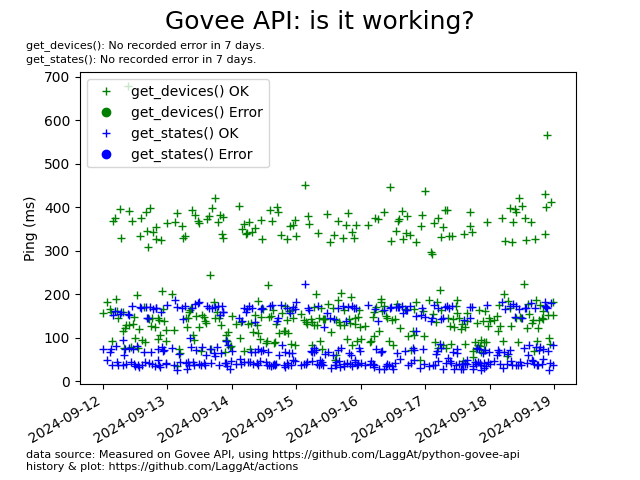 Govee API: is it working?
get_devices(): No recorded error in 7 days.
get_states(): No recorded error in 7 days.
get_devices() OK
get_devices() Error
get_states() OK
get_states() Error
Ping (ms)
700
600
500
400
300
200
100
0
2024-09-12
2024-09-13
2024-09-14
2024-09-15
2024-09-16
2024-09-17
2024-09-18
2024-09-19
data source: Measured on Govee API, using https://github.com/LaggAt/python-govee-api
history & plot: https://github.com/LaggAt/actions